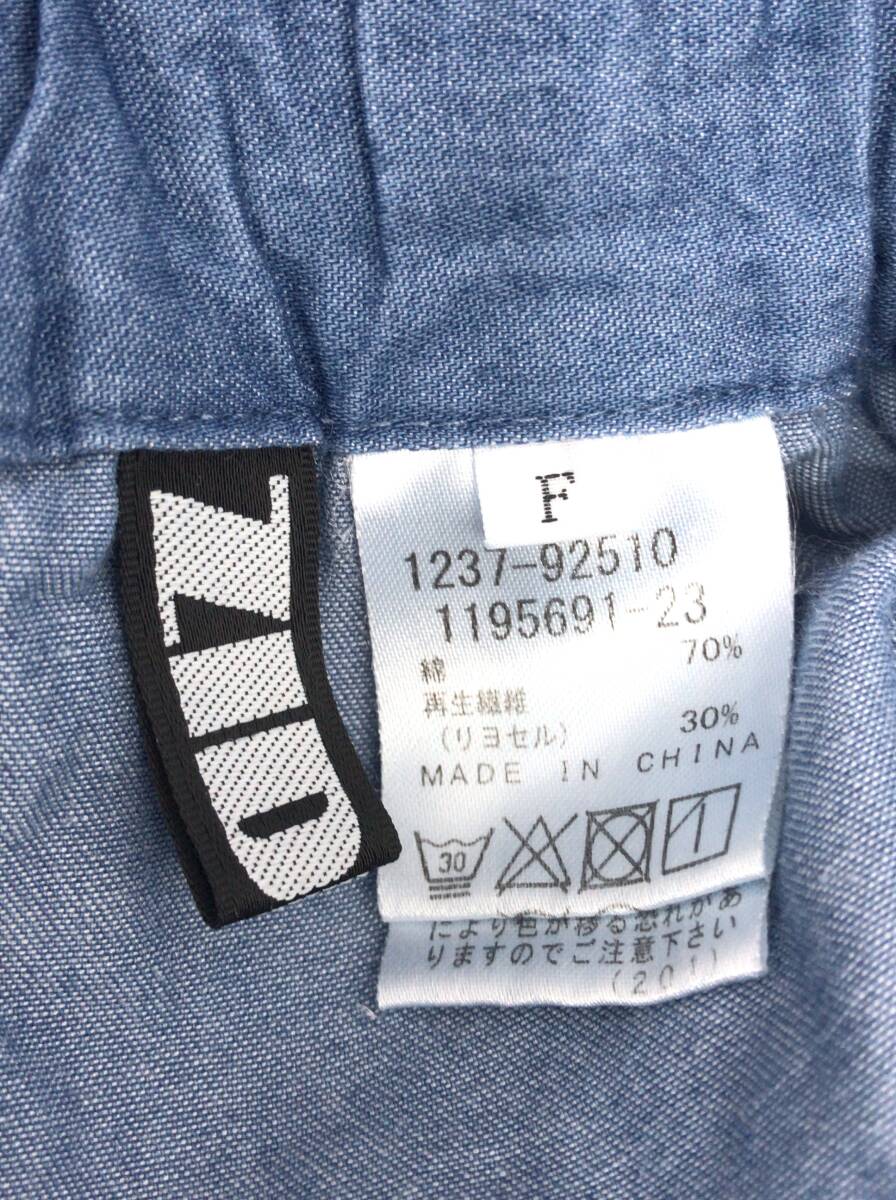 F
1237-92510
1195691-23
綿 70%
再生繊維
(リヨセル) 30%
MADE IN CHINA
30
により色が移る恐れがあ
りますのでご注意下さい
(201)